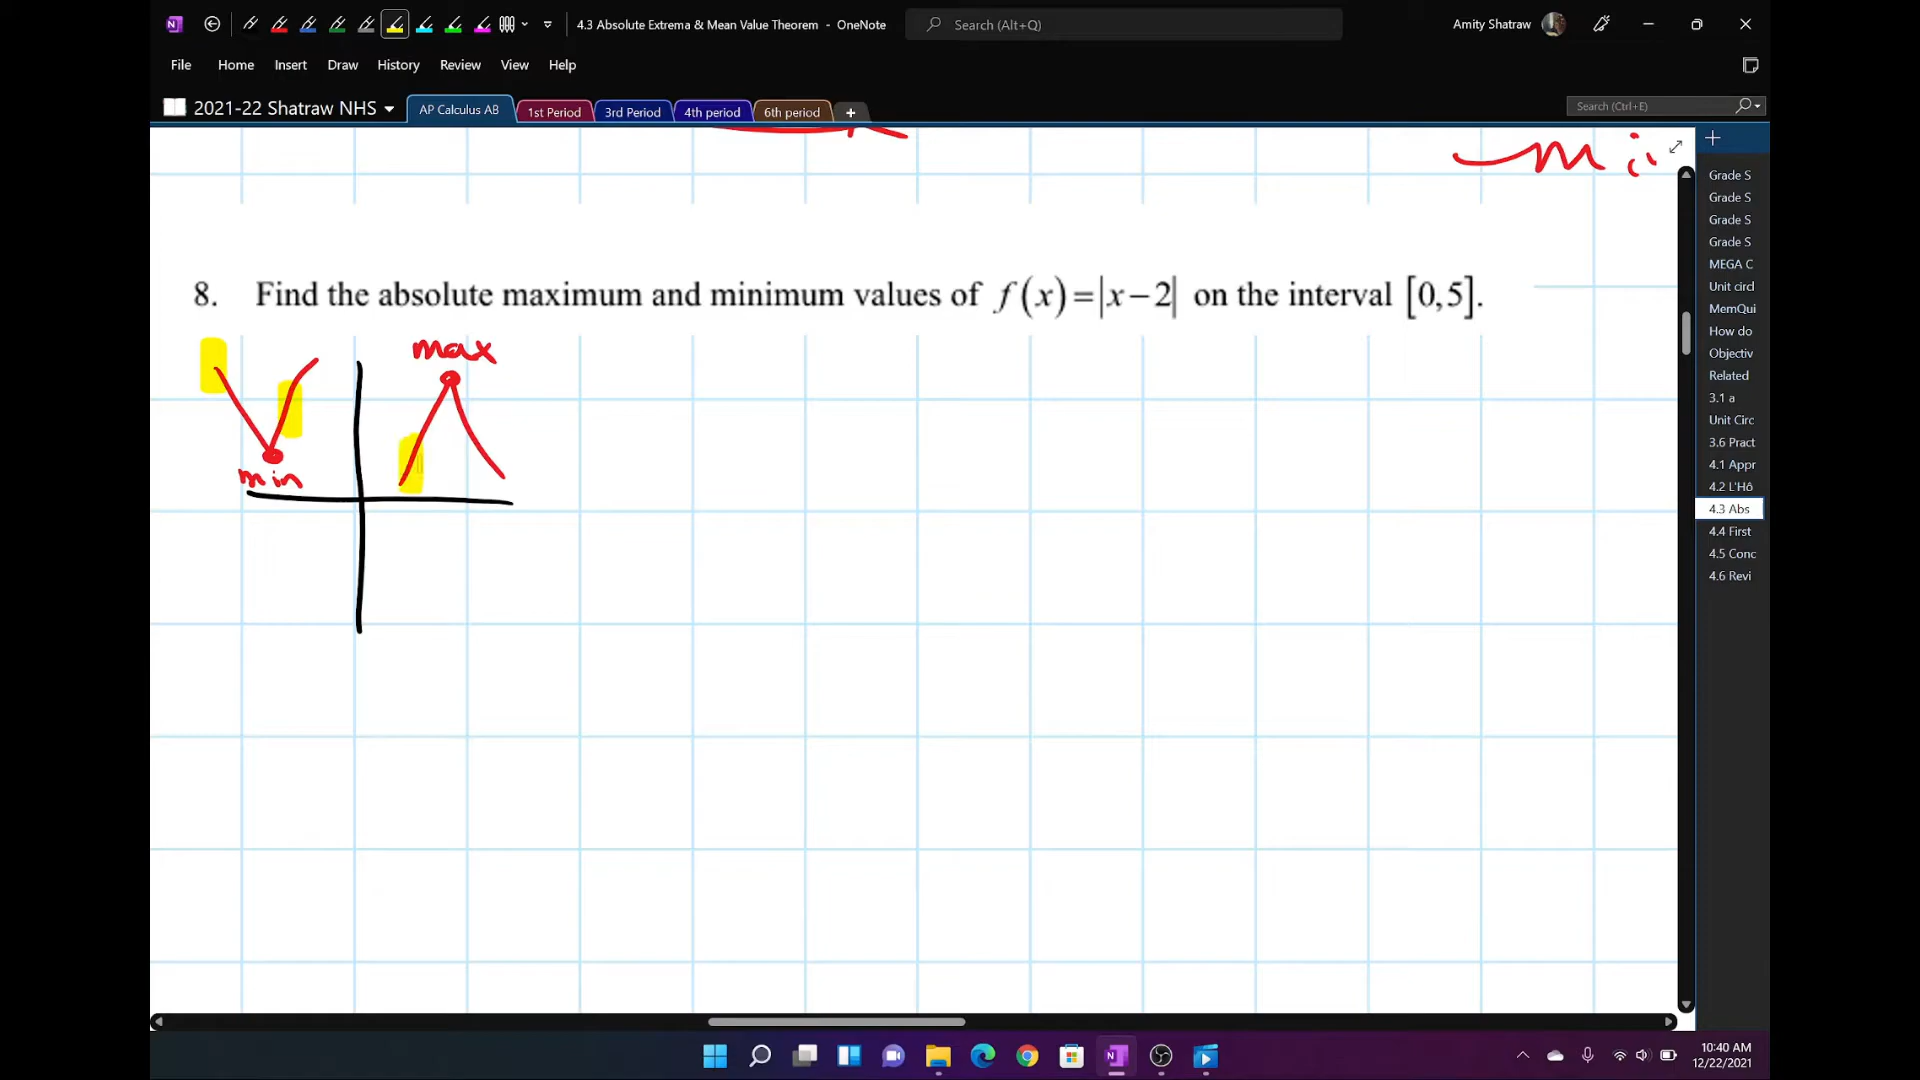 4.3 Absolute Extrema & Mean Value Theorem - OneNote
Search (Alt+Q)
Amity Shatraw
File Home Insert Draw History Review View Help
2021-22 Shatraw NHS
AP Calculus AB 1st Period 3rd Period 4th period 6th period +
Search (Ctrl+E)
8. Find the absolute maximum and minimum values of f(x)=|x-2| on the interval [0,5].
max
min
Grade S
Grade S
Grade S
Grade S
MEGA C
Unit circl
MemQui
How do
Objectiv
Related
3.1 a
Unit Circ
3.6 Pract
4.1 Appr
4.2 L'Hô
4.3 Abs
4.4 First
4.5 Conc
4.6 Revi
10:40 AM
12/22/2021